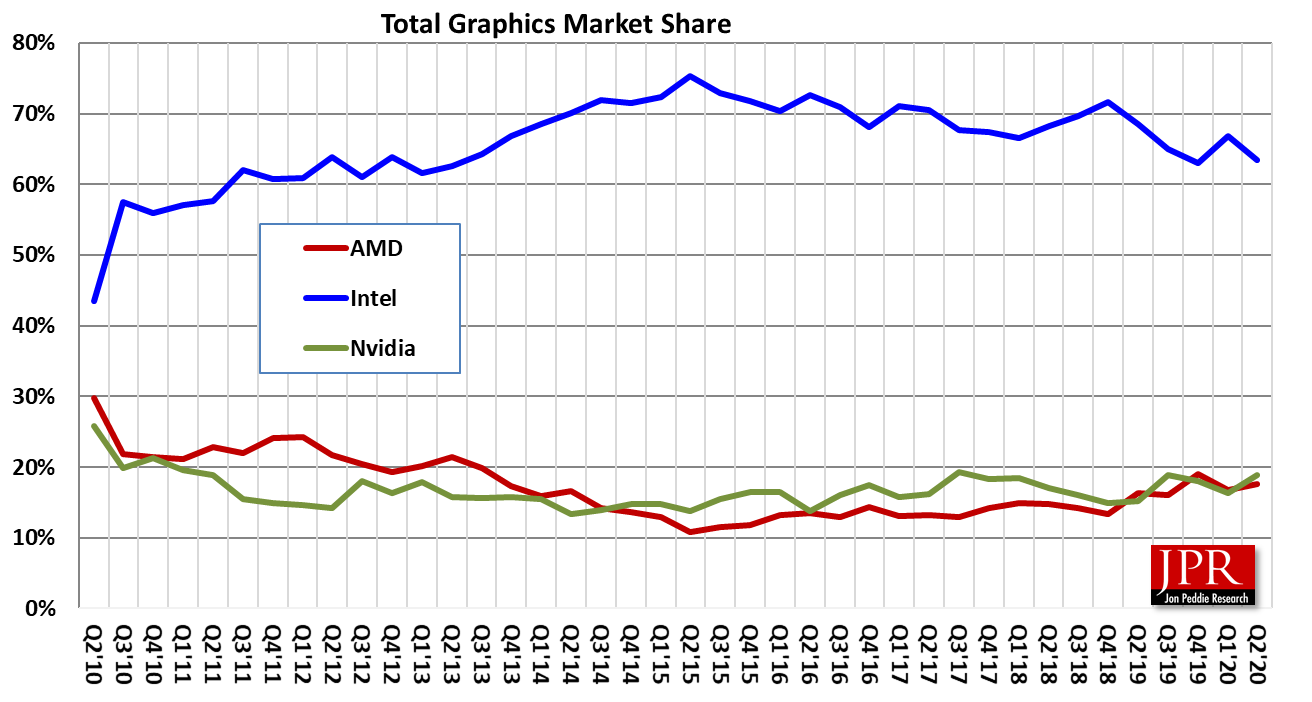 Total Graphics Market Share
80%
70%
60%
50%
40%
30%
20%
10%
0%
AMD
Intel
Nvidia
JPR
Jon Peddie Research
Q2'10
Q3'10
Q4'10
Q1'11
Q2'11
Q3'11
Q4'11
Q1'12
Q2'12
Q3'12
Q4'12
Q1'13
Q2'13
Q3'13
Q4'13
Q1'14
Q2'14
Q3'14
Q4'14
Q1'15
Q2'15
Q3'15
Q4'15
Q1'16
Q2'16
Q3'16
Q4'16
Q1'17
Q2'17
Q3'17
Q4'17
Q1'18
Q2'18
Q3'18
Q4'18
Q2'19
Q3'19
Q4'19
Q1'20
Q2'20